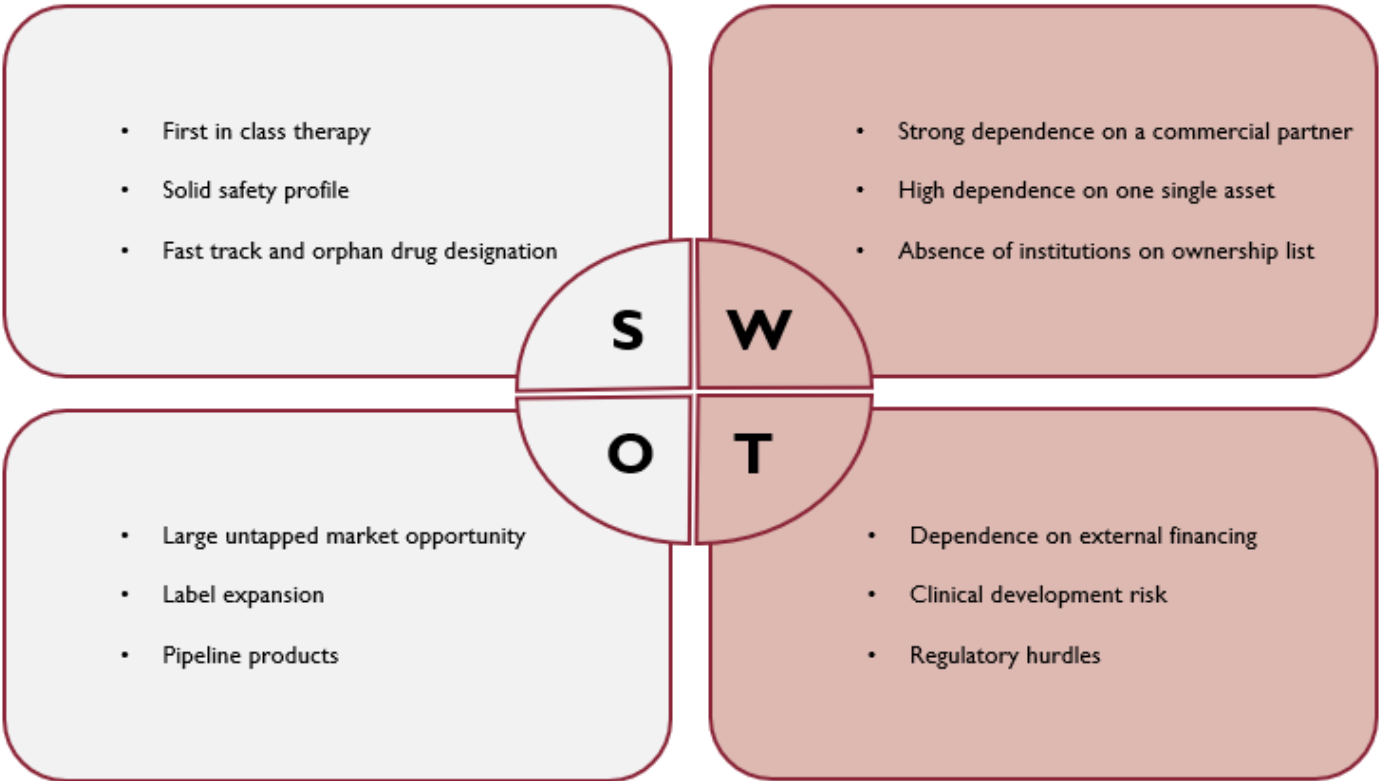 • First in class therapy
• Solid safety profile
• Fast track and orphan drug designation
• Strong dependence on a commercial partner
• High dependence on one single asset
• Absence of institutions on ownership list
S
W
O
T
• Large untapped market opportunity
• Label expansion
• Pipeline products
• Dependence on external financing
• Clinical development risk
• Regulatory hurdles